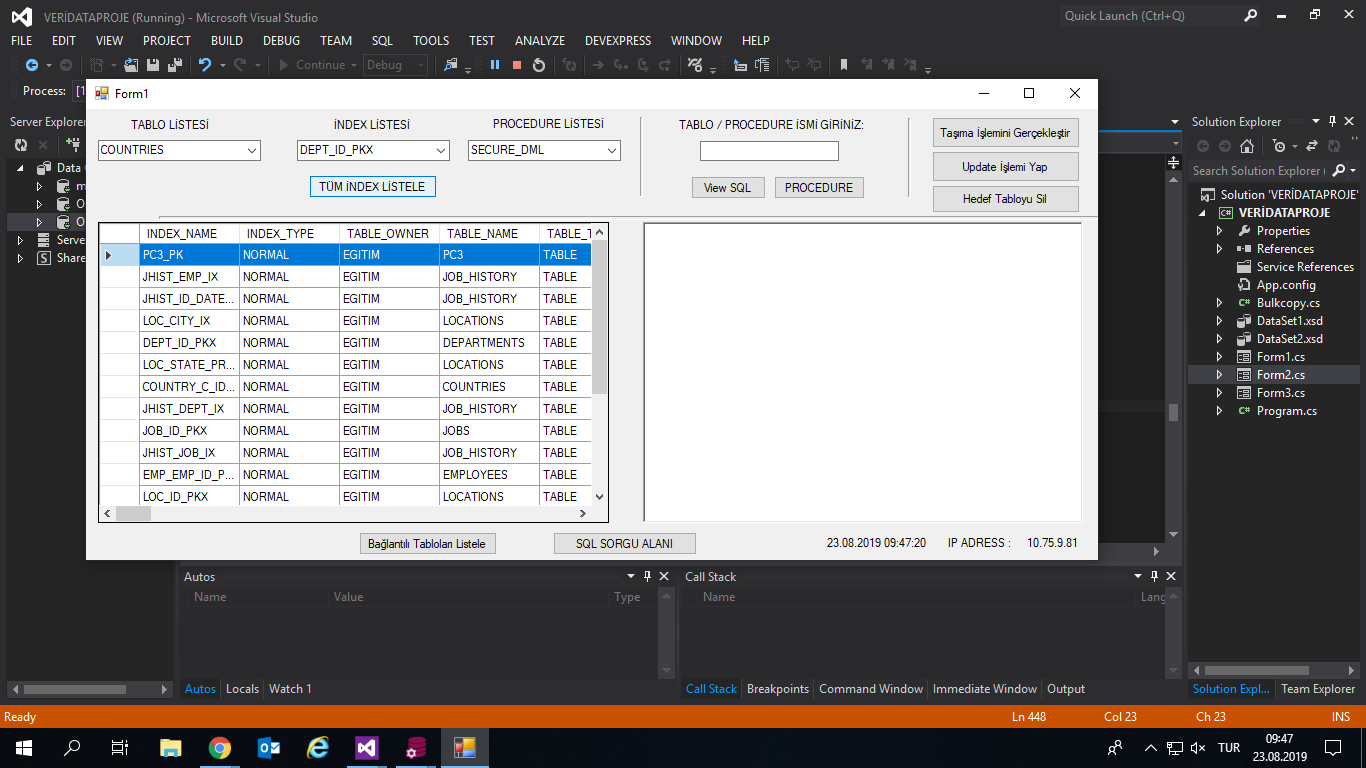 VERİDATAPROJE (Running) - Microsoft Visual Studio
Quick Launch (Ctrl+Q)
FILE EDIT VIEW PROJECT BUILD DEBUG TEAM SQL TOOLS TEST ANALYZE DEVEXPRESS WINDOW HELP
Continue Debug
Process:
Form1
Server Explorer
Data
Serve
Share
TABLO LİSTESİ İNDEX LİSTESİ PROCEDURE LİSTESİ
COUNTRIES DEPT_ID_PKX SECURE_DML
TÜM İNDEX LİSTELE
TABLO / PROCEDURE İSMİ GİRİNİZ:
View SQL PROCEDURE
Taşıma İşlemini Gerçekleştir
Update İşlemi Yap
Hedef Tabloyu Sil
INDEX_NAME INDEX_TYPE TABLE_OWNER TABLE_NAME TABLE_T
PC3_PK NORMAL EGITIM PC3 TABLE
JHIST_EMP_IX NORMAL EGITIM JOB_HISTORY TABLE
JHIST_ID_DATE... NORMAL EGITIM JOB_HISTORY TABLE
LOC_CITY_IX NORMAL EGITIM LOCATIONS TABLE
DEPT_ID_PKX NORMAL EGITIM DEPARTMENTS TABLE
LOC_STATE_PR... NORMAL EGITIM LOCATIONS TABLE
COUNTRY_C_ID... NORMAL EGITIM COUNTRIES TABLE
JHIST_DEPT_IX NORMAL EGITIM JOB_HISTORY TABLE
JOB_ID_PKX NORMAL EGITIM JOBS TABLE
JHIST_JOB_IX NORMAL EGITIM JOB_HISTORY TABLE
EMP_EMP_ID_P... NORMAL EGITIM EMPLOYEES TABLE
LOC_ID_PKX NORMAL EGITIM LOCATIONS TABLE
Bağlantılı Tabloları Listele SQL SORGU ALANI
23.08.2019 09:47:20 IP ADRESS : 10.75.9.81
Solution Explorer
Search Solution Explorer (
Solution 'VERİDATAPROJE'
VERİDATAPROJE
Properties
References
Service References
App.config
Bulkcopy.cs
DataSet1.xsd
DataSet2.xsd
Form1.cs
Form2.cs
Form3.cs
Program.cs
Solution Expl... Team Explorer
Autos
Name Value Type
Autos Locals Watch 1
Call Stack
Name Lang
Call Stack Breakpoints Command Window Immediate Window Output
Ready Ln 448 Col 23 Ch 23 INS
TUR
09:47
23.08.2019